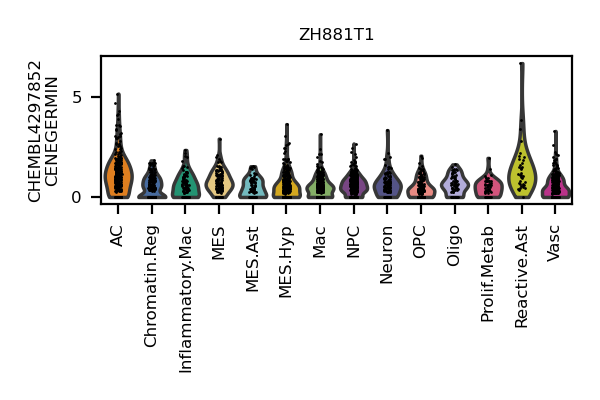 ZH881T1
CHEMBL4297852
CENEGERMIN
5
0
AC
Chromatin.Reg
Inflammatory.Mac
MES
MES.Ast
MES.Hyp
Mac
NPC
Neuron
OPC
Oligo
Prolif.Metab
Reactive.Ast
Vasc